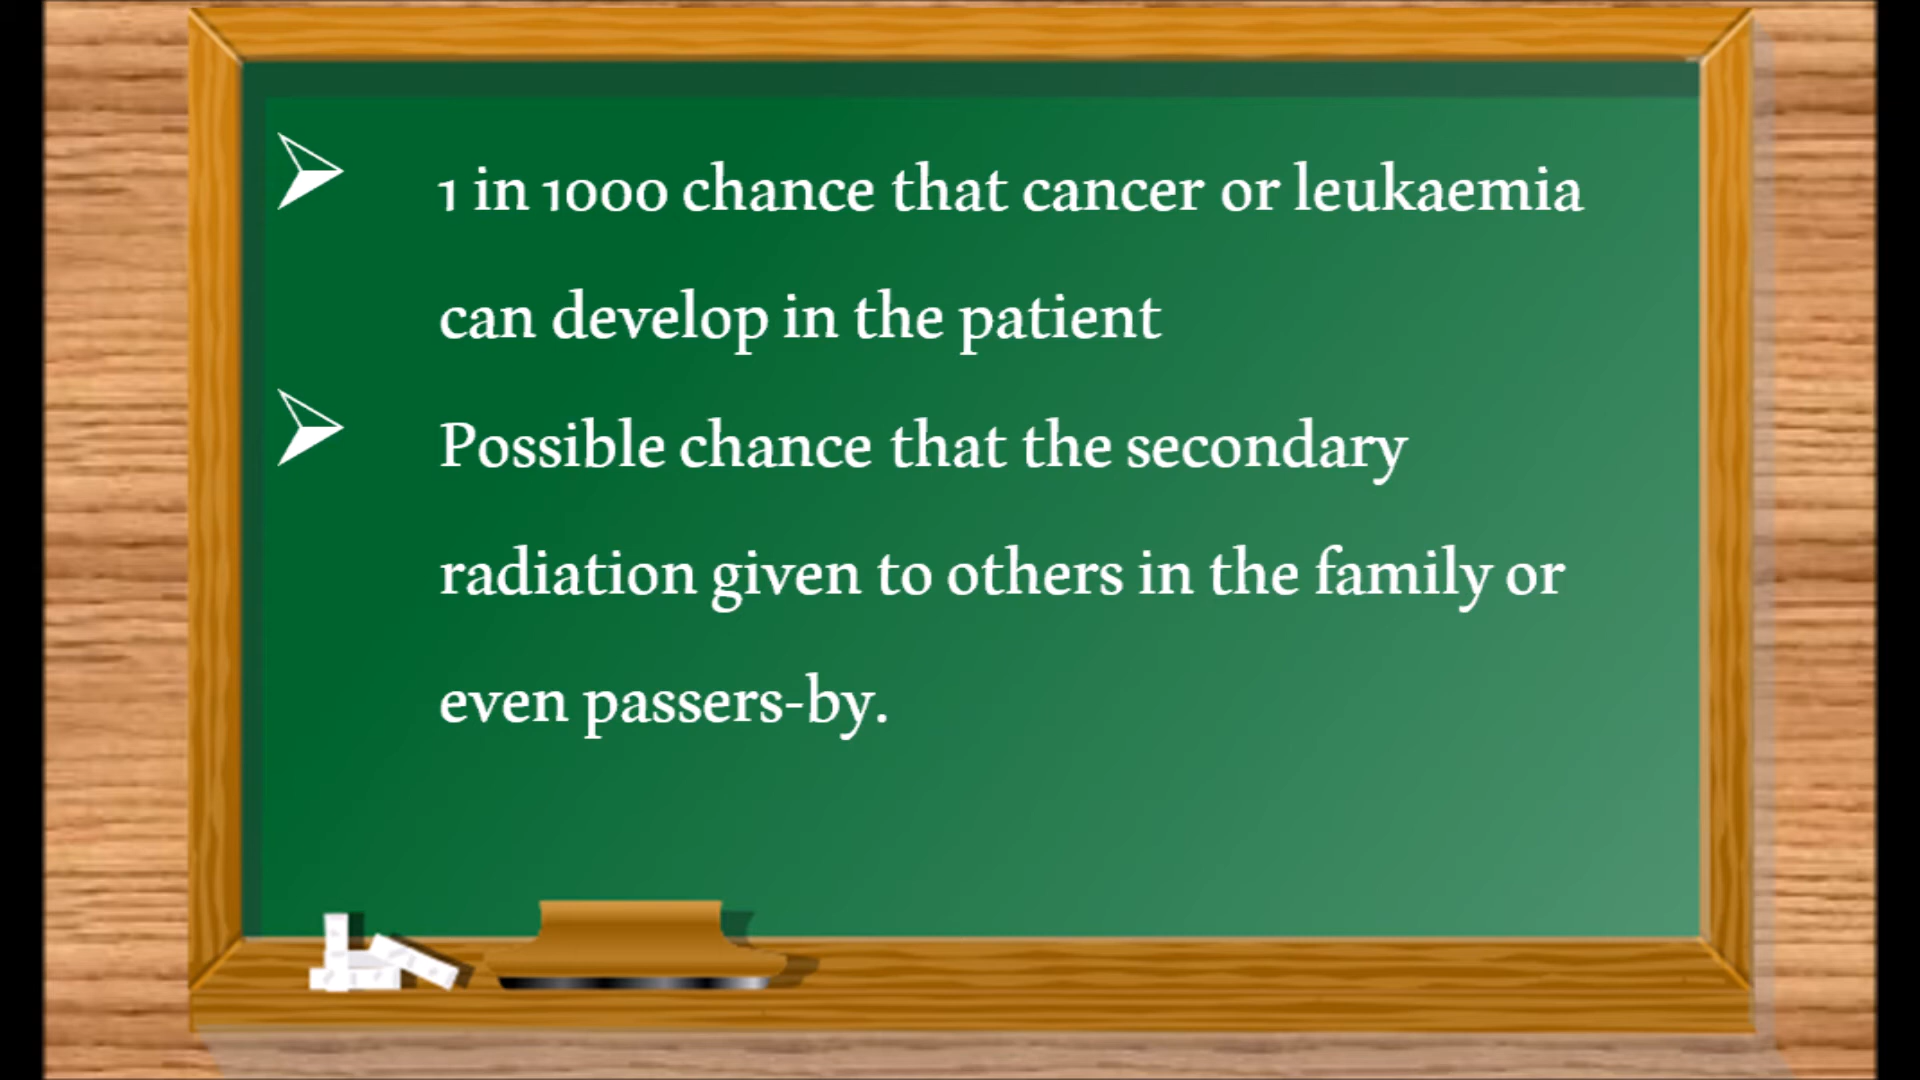 1 in 1000 chance that cancer or leukaemia
can develop in the patient
Possible chance that the secondary
radiation given to others in the family or
even passers-by.